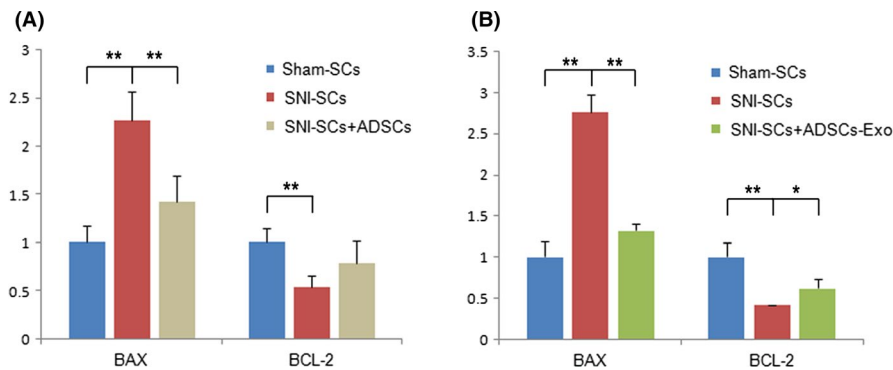 (A)
3
2.5
2
1.5
1
0.5
0
** **
**
Sham-SCs
SNI-SCs
SNI-SCs+ADSCs
BAX BCL-2
(B)
3.5
3
2.5
2
1.5
1
0.5
0
** **
** *
Sham-SCs
SNI-SCs
SNI-SCs+ADSCs-Exo
BAX BCL-2